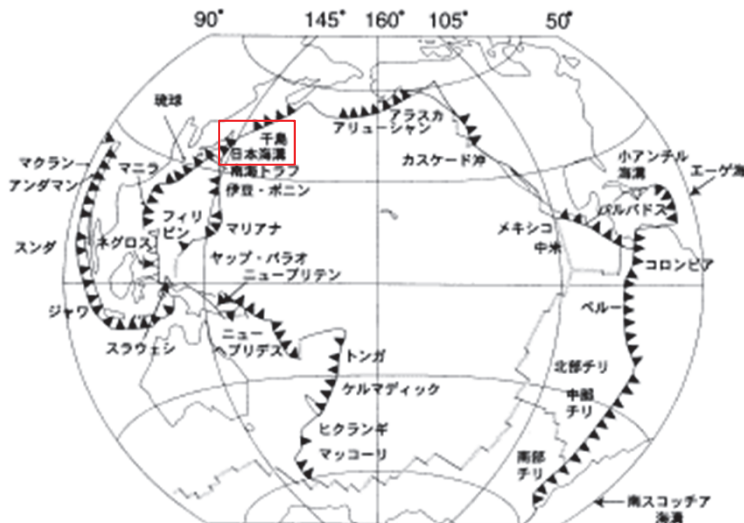 90° 145° 160° 105° 50°
琉球
アラスカ
アリューシャン
千島
日本海溝
南海トラフ
カスケード沖
小アンチル
海溝
エーゲ海
マクラン
マニラ
アンダマン
伊豆・ボニン
バルバドス
フィリ
ピン
マリアナ
メキシコ
中米
スンダ
ネグロス
ヤップ・パラオ
ニューブリテン
コロンビア
ジャワ
ペルー
スラウェシ
ニュー
ヘブリデス
トンガ
北部チリ
ケルマディック
中部
チリ
ヒクランギ
マッコーリ
南部
チリ
南スコッチア
海溝